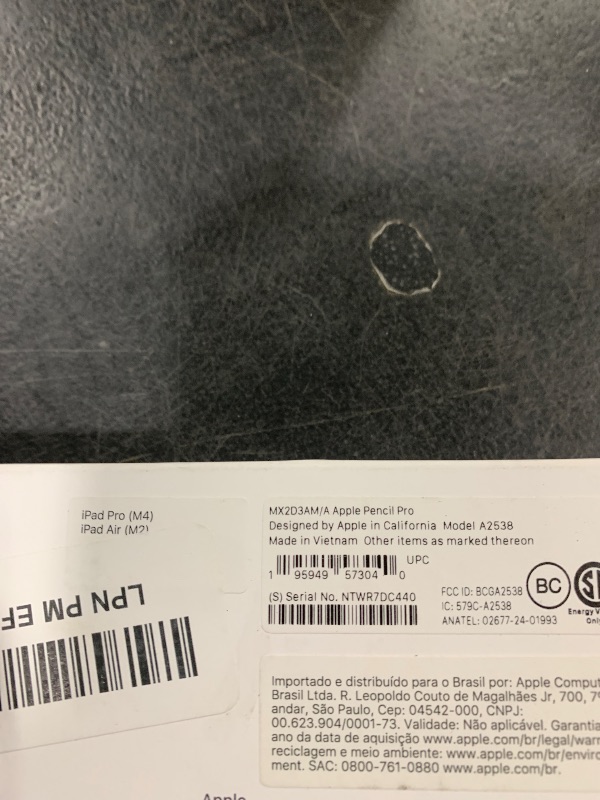 iPad Pro (M4)
iPad Air (M2)
LPN PM EF
MX2D3AM/A Apple Pencil Pro
Designed by Apple in California Model A2538
Made in Vietnam Other items as marked thereon
UPC
1 95949 57304 0
(S) Serial No. NTWR7DC440
FCC ID: BCGA2538
IC: 579C-A2538
ANATEL: 02677-24-01993
BC
Energy V
Only
Importado e distribuído para o Brasil por: Apple Comput
Brasil Ltda. R. Leopoldo Couto de Magalhães Jr, 700, 7º
andar, São Paulo, Cep: 04542-000, CNPJ:
00.623.904/0001-73. Validade: Não aplicável. Garantia
ano da data de aquisição www.apple.com/br/legal/warr
reciclagem e meio ambiente: www.apple.com/br/enviro
ment. SAC: 0800-761-0880 www.apple.com/br.
Apple